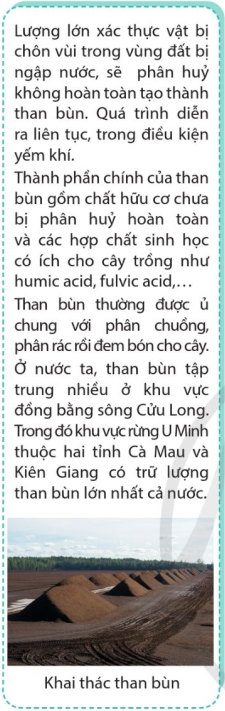 Lượng lớn xác thực vật bị
chôn vùi trong vùng đất bị
ngập nước, sẽ phân huỷ
không hoàn toàn tạo thành
than bùn. Quá trình diễn
ra liên tục, trong điều kiện
yếm khí.
Thành phần chính của than
bùn gồm chất hữu cơ chưa
bị phân huỷ hoàn toàn
và các hợp chất sinh học
có ích cho cây trồng như
humic acid, fulvic acid,...
Than bùn thường được ủ
chung với phân chuồng,
phân rác rồi đem bón cho cây.
Ở nước ta, than bùn tập
trung nhiều ở khu vực
đồng bằng sông Cửu Long.
Trong đó khu vực rừng U Minh
thuộc hai tỉnh Cà Mau và
Kiên Giang có trữ lượng
than bùn lớn nhất cả nước.
Khai thác than bùn